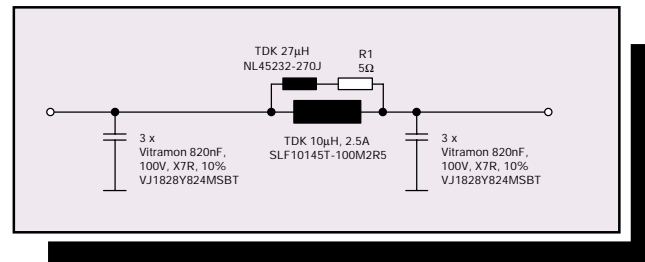 TDK 27µH
NL45232-270J
R1
5Ω
TDK 10µH, 2.5A
SLF10145T-100M2R5
3 x
Vitramon 820nF,
100V, X7R, 10%
VJ1828Y824MSBT
3 x
Vitramon 820nF,
100V, X7R, 10%
VJ1828Y824MSBT